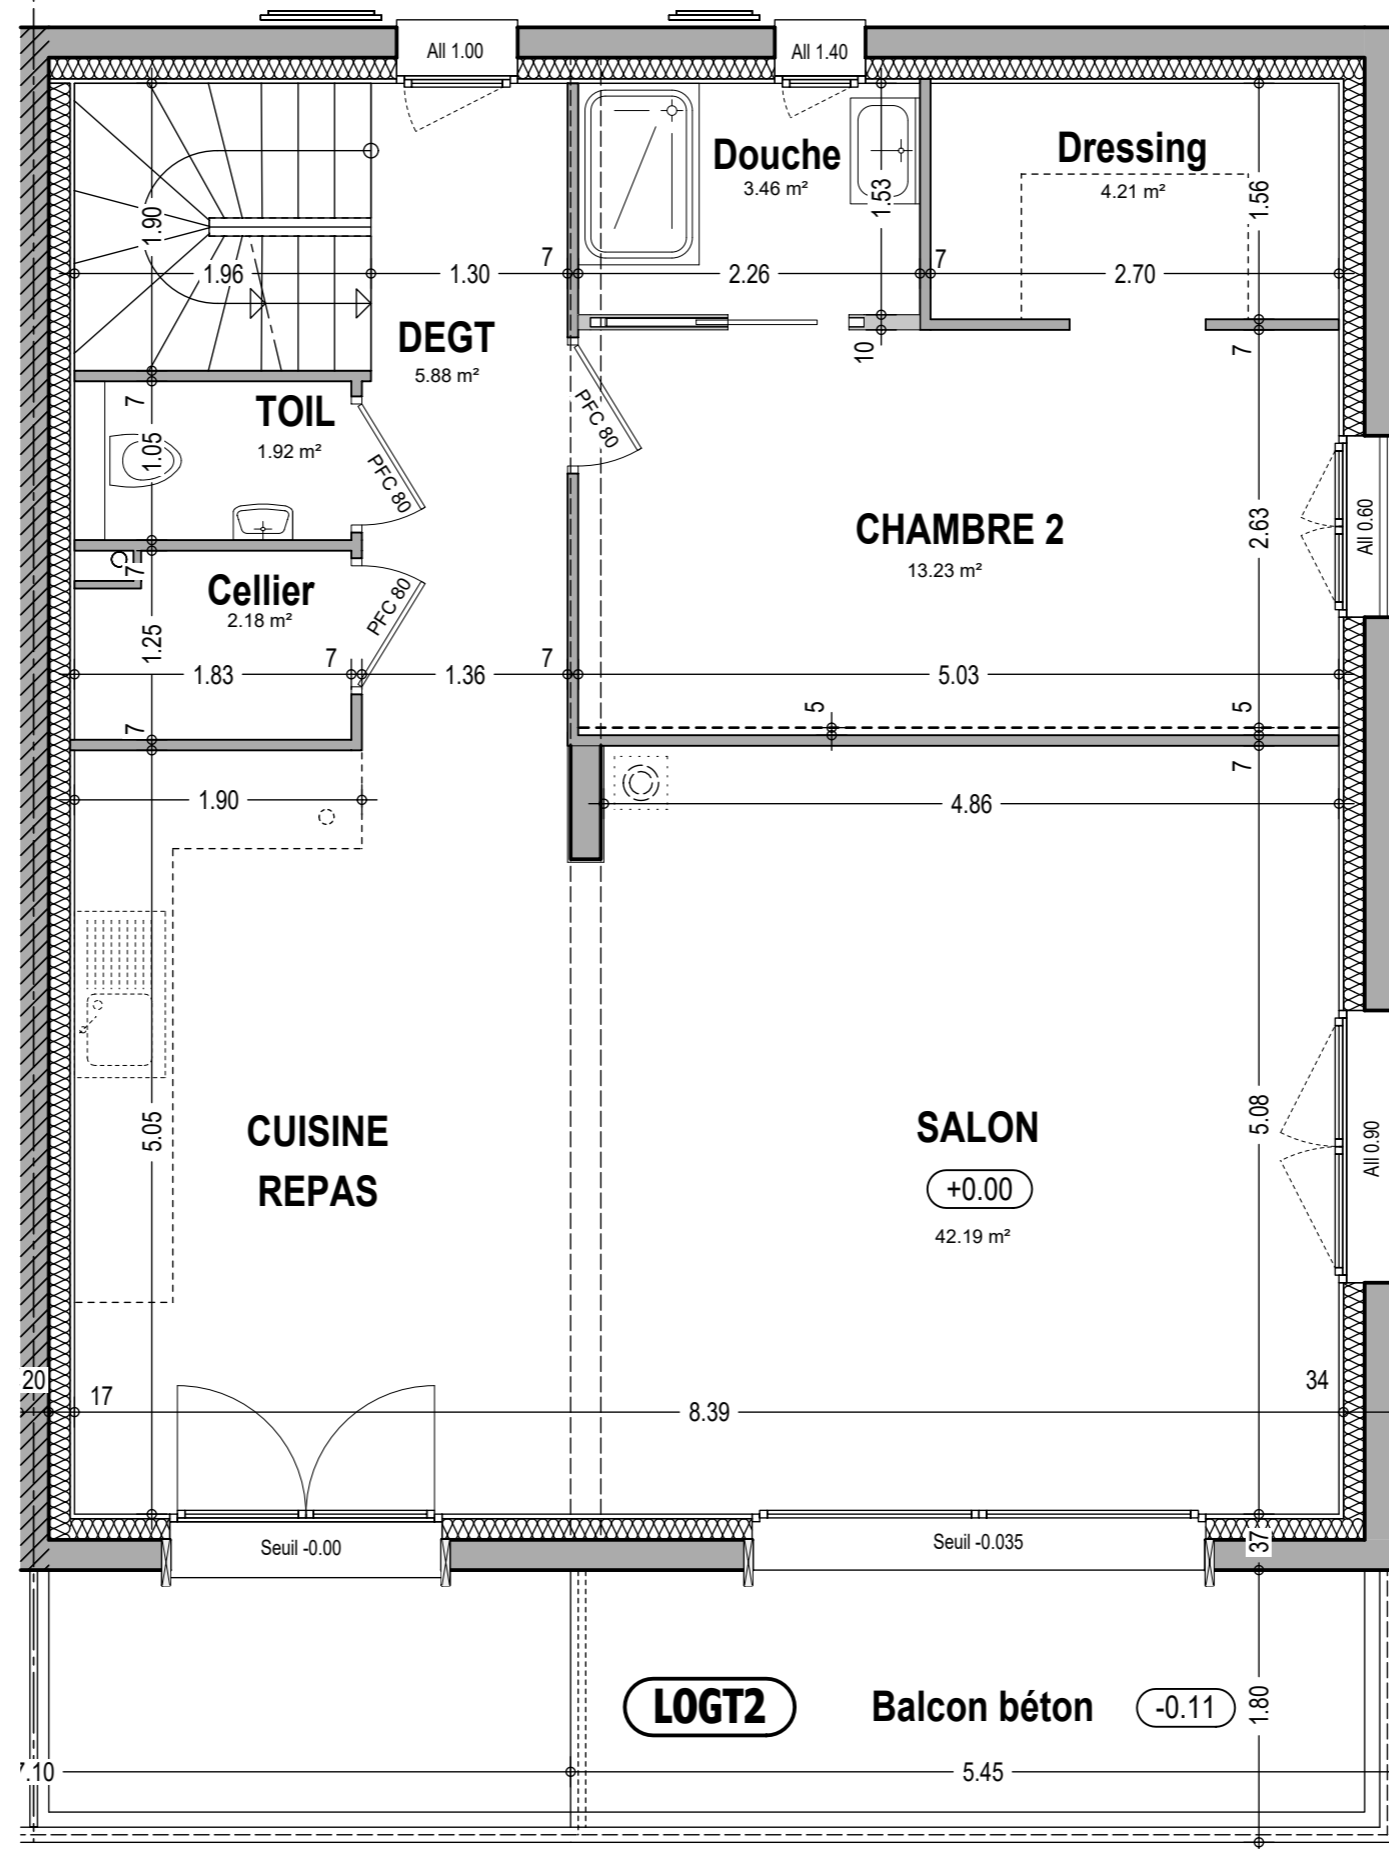 All 1.00
All 1.40
Douche
3.46 m²
Dressing
4.21 m²
1.90
1.53
1.56
1.96
1.30
7
2.26
7
2.70
DEGT
5.88 m²
10
7
TOIL
1.92 m²
7
1.05
PFC 80
PFC 80
CHAMBRE 2
13.23 m²
2.63
All 0.60
7
Cellier
2.18 m²
PFC 80
1.25
1.83
7
1.36
7
5.03
7
5
5
7
1.90
4.86
5.05
CUISINE
REPAS
SALON
+0.00
42.19 m²
5.08
All 0.90
20
17
8.39
34
Seuil -0.00
Seuil -0.035
37
LOGT2
Balcon béton
-0.11
1.80
7.10
5.45